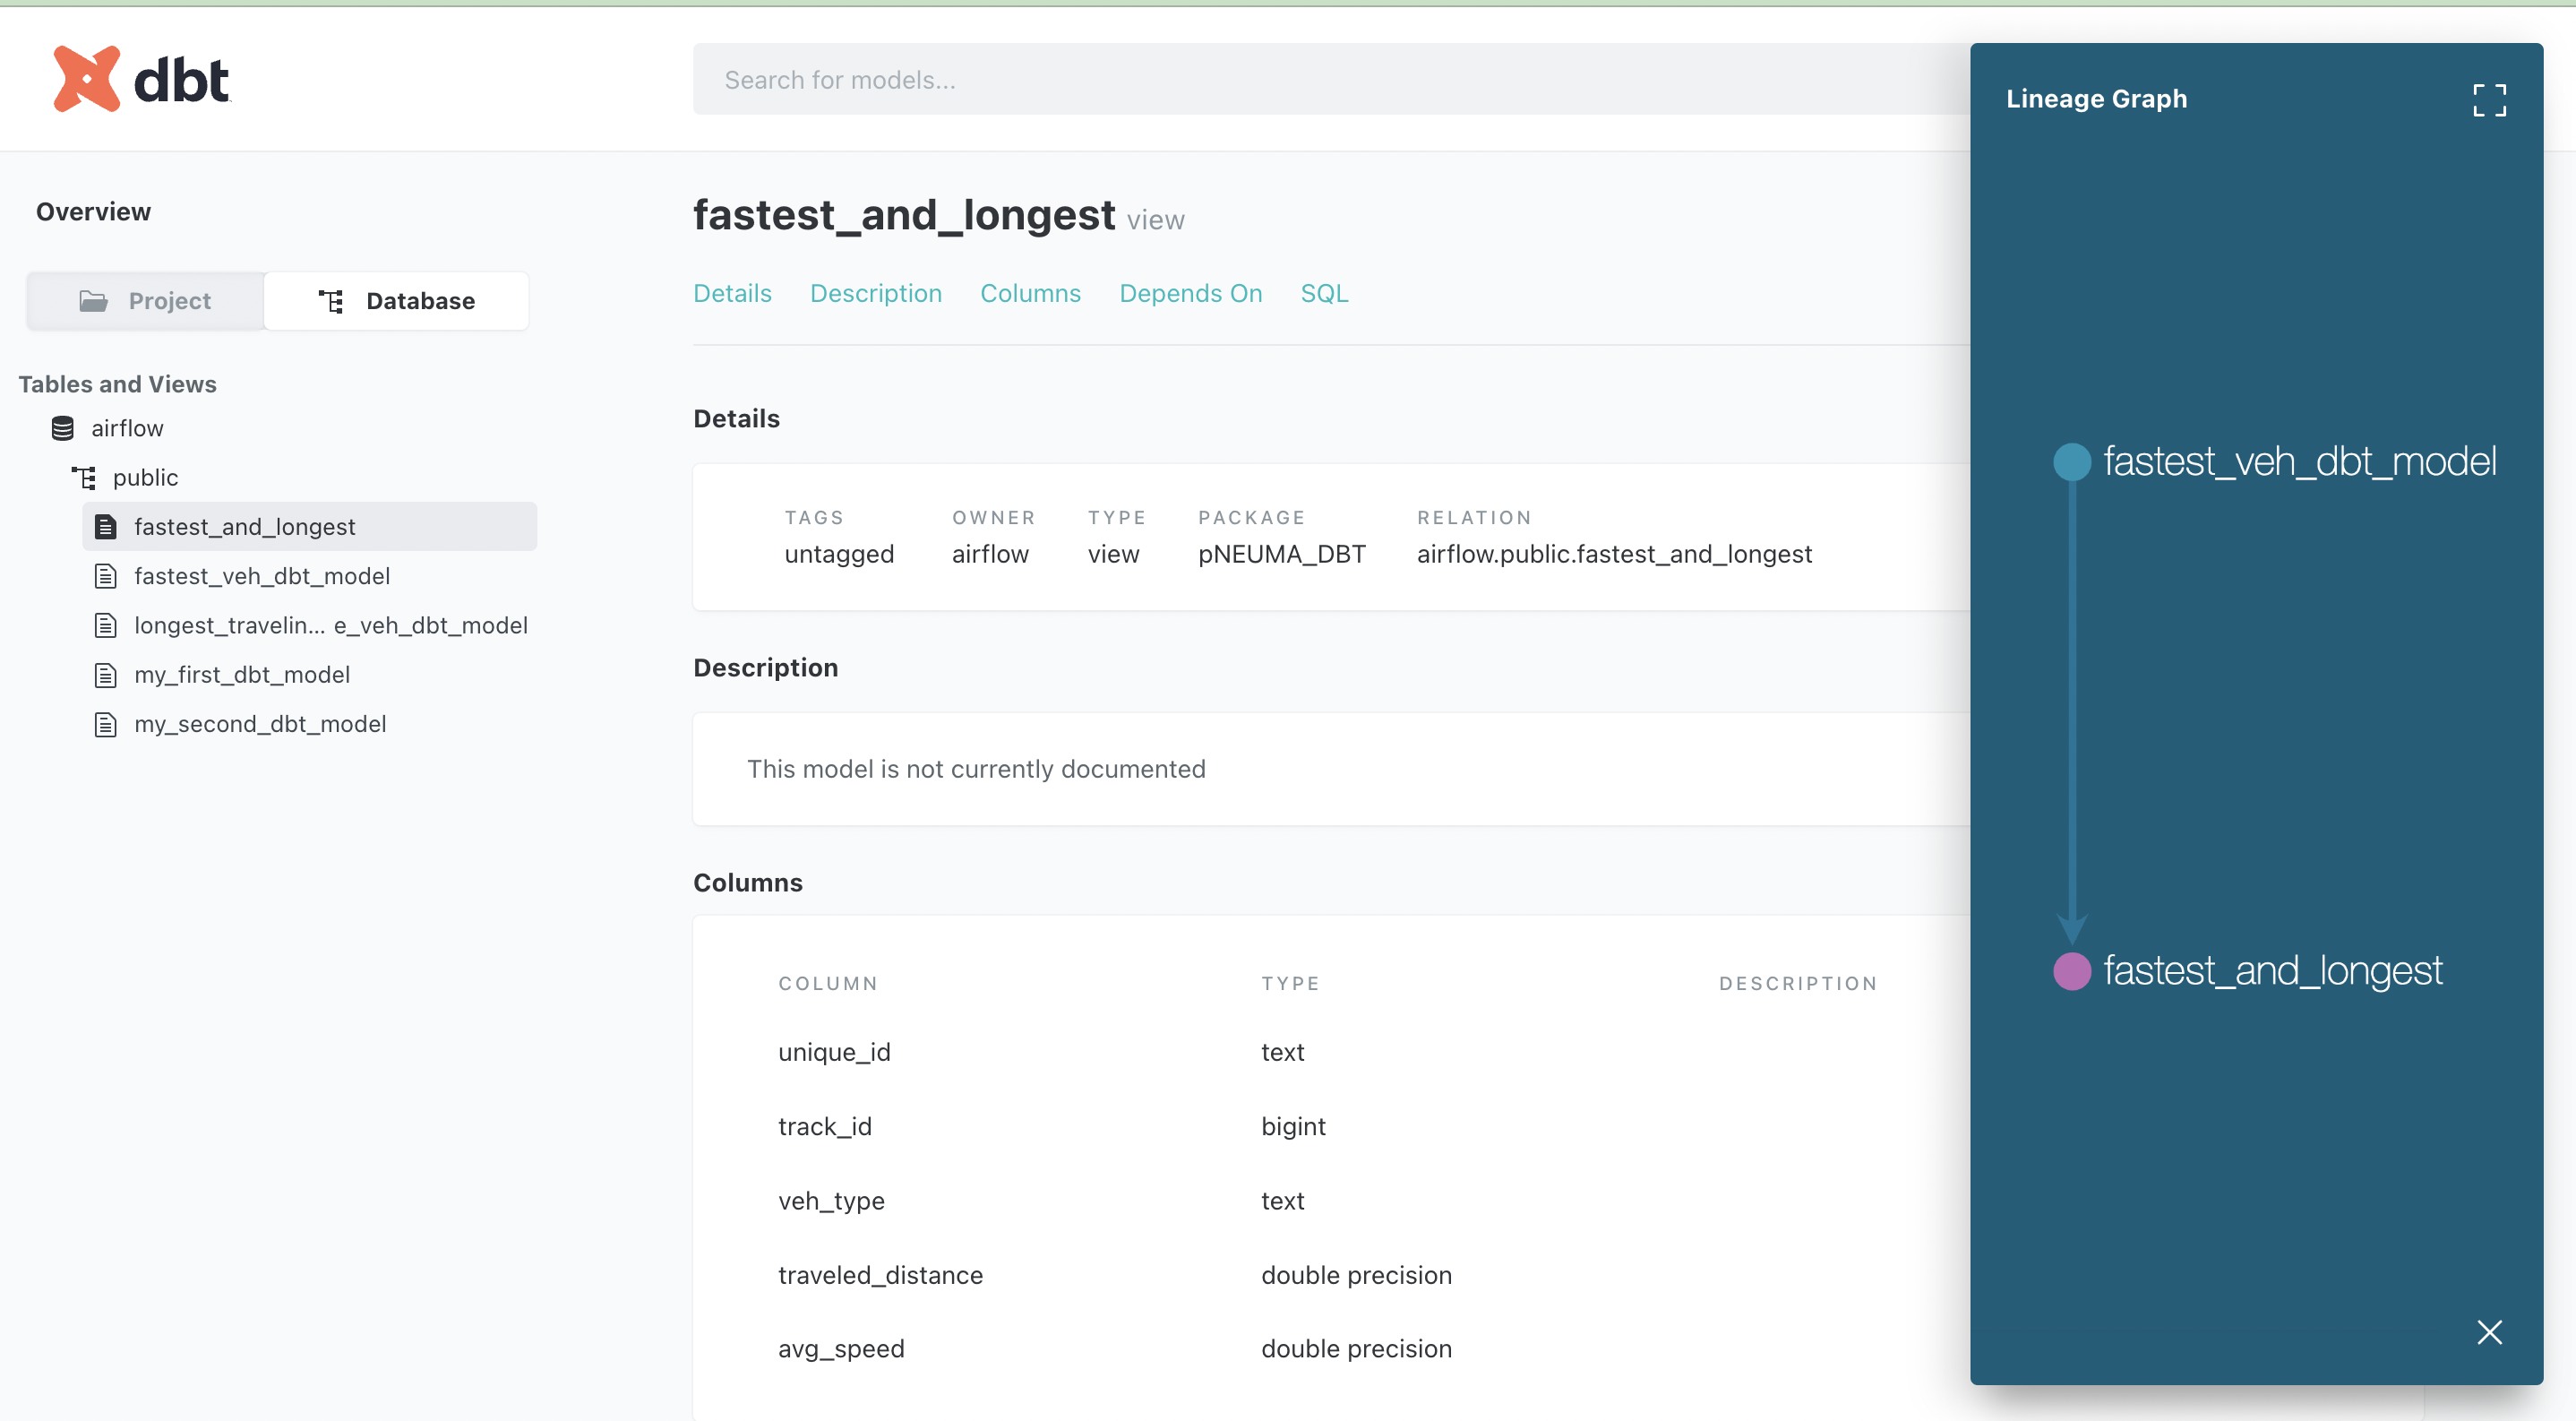 dbt
Search for models...
Overview
Project
Database
Tables and Views
airflow
public
fastest_and_longest
fastest_veh_dbt_model
longest_travelin... e_veh_dbt_model
my_first_dbt_model
my_second_dbt_model
fastest_and_longest view
Details Description Columns Depends On SQL
Details
TAGS OWNER TYPE PACKAGE RELATION
untagged airflow view pNEUMA_DBT airflow.public.fastest_and_longest
Description
This model is not currently documented
Columns
COLUMN TYPE DESCRIPTION
unique_id text
track_id bigint
veh_type text
traveled_distance double precision
avg_speed double precision
Lineage Graph
fastest_veh_dbt_model
fastest_and_longest